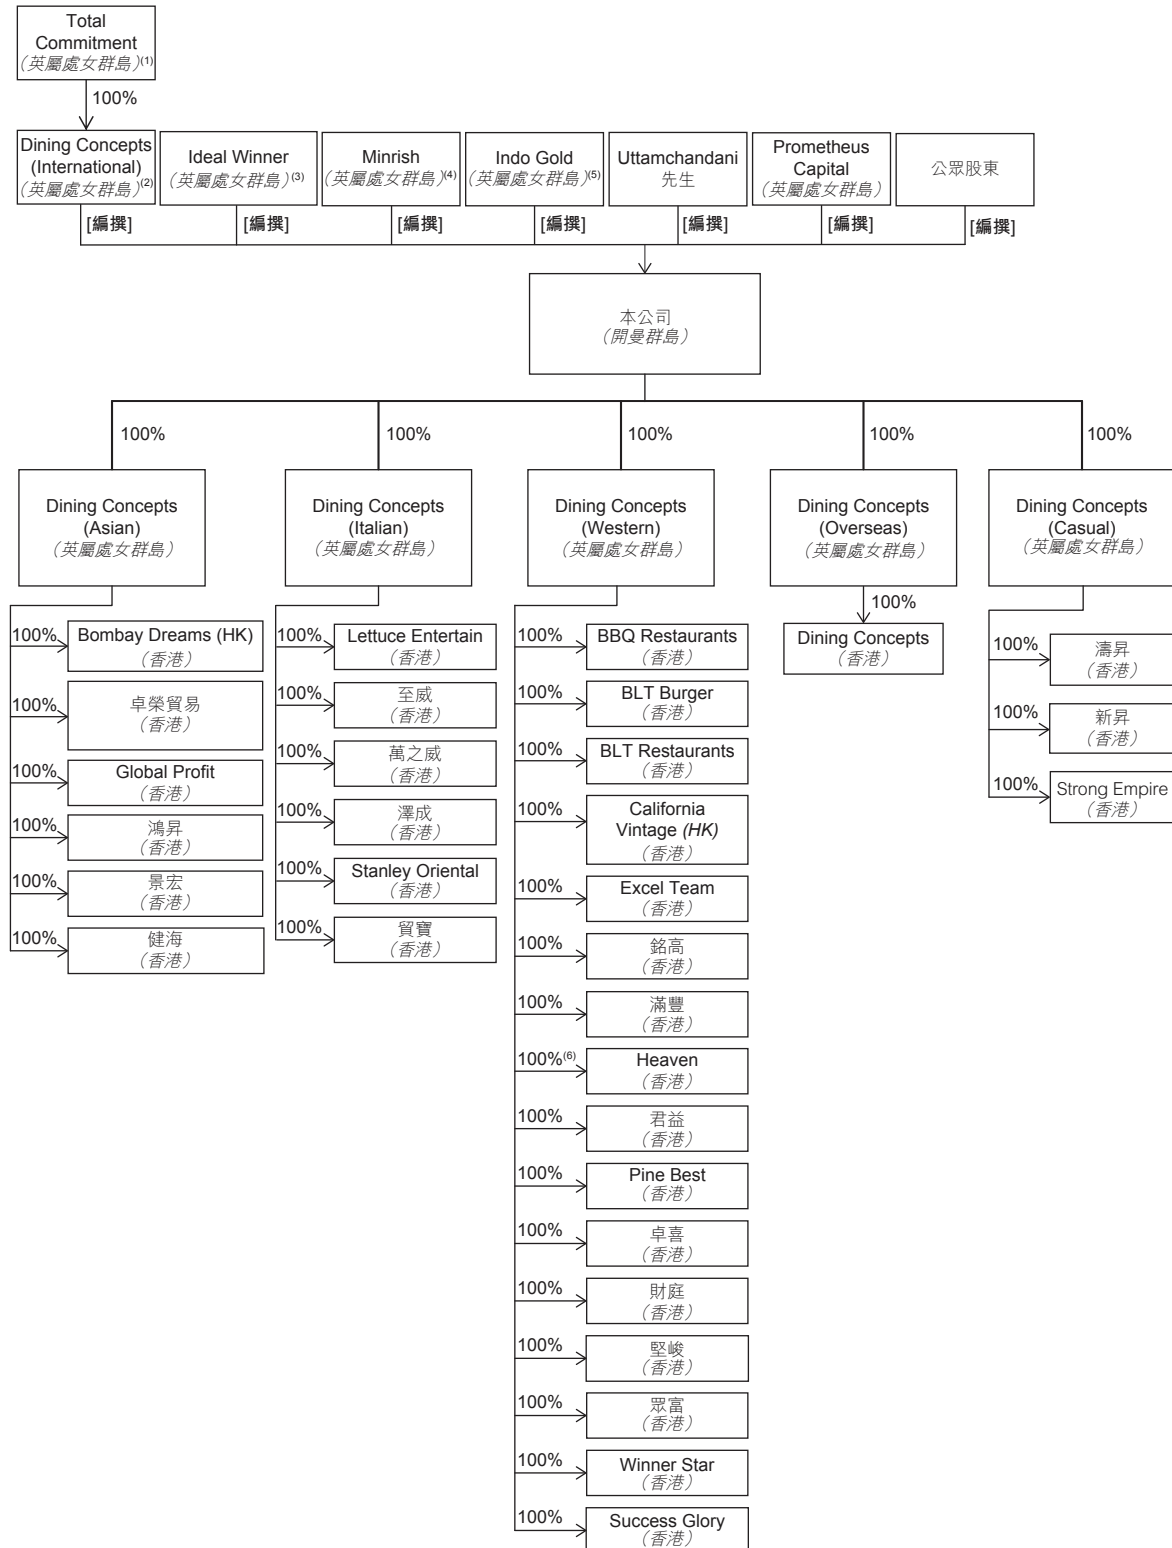 Total
Commitment
（英屬處女群島）(1)
100%
Dining Concepts
(International)
（英屬處女群島）(2)
Ideal Winner
（英屬處女群島）(3)
Minrish
（英屬處女群島）(4)
Indo Gold
（英屬處女群島）(5)
Uttamchandani
先生
Prometheus
Capital
（英屬處女群島）
公眾股東
[編撰]
[編撰]
[編撰]
[編撰]
[編撰]
[編撰]
[編撰]
本公司
（開曼群島）
100%
100%
100%
100%
100%
Dining Concepts
(Asian)
（英屬處女群島）
Dining Concepts
(Italian)
（英屬處女群島）
Dining Concepts
(Western)
（英屬處女群島）
Dining Concepts
(Overseas)
（英屬處女群島）
Dining Concepts
(Casual)
（英屬處女群島）
100%
Bombay Dreams (HK)
（香港）
100%
卓榮貿易
（香港）
100%
Global Profit
（香港）
100%
鴻昇
（香港）
100%
景宏
（香港）
100%
健海
（香港）
100%
Lettuce Entertain
（香港）
100%
至威
（香港）
100%
萬之威
（香港）
100%
澤成
（香港）
100%
Stanley Oriental
（香港）
100%
貿寶
（香港）
100%
BBQ Restaurants
（香港）
100%
BLT Burger
（香港）
100%
BLT Restaurants
（香港）
100%
California
Vintage (HK)
（香港）
100%
Excel Team
（香港）
100%
銘高
（香港）
100%
滿豐
（香港）
100%(6)
Heaven
（香港）
100%
君益
（香港）
100%
Pine Best
（香港）
100%
卓喜
（香港）
100%
財庭
（香港）
100%
堅峻
（香港）
100%
眾富
（香港）
100%
Winner Star
（香港）
100%
Success Glory
（香港）
100%
Dining Concepts
（香港）
100%
濤昇
（香港）
100%
新昇
（香港）
100%
Strong Empire
（香港）